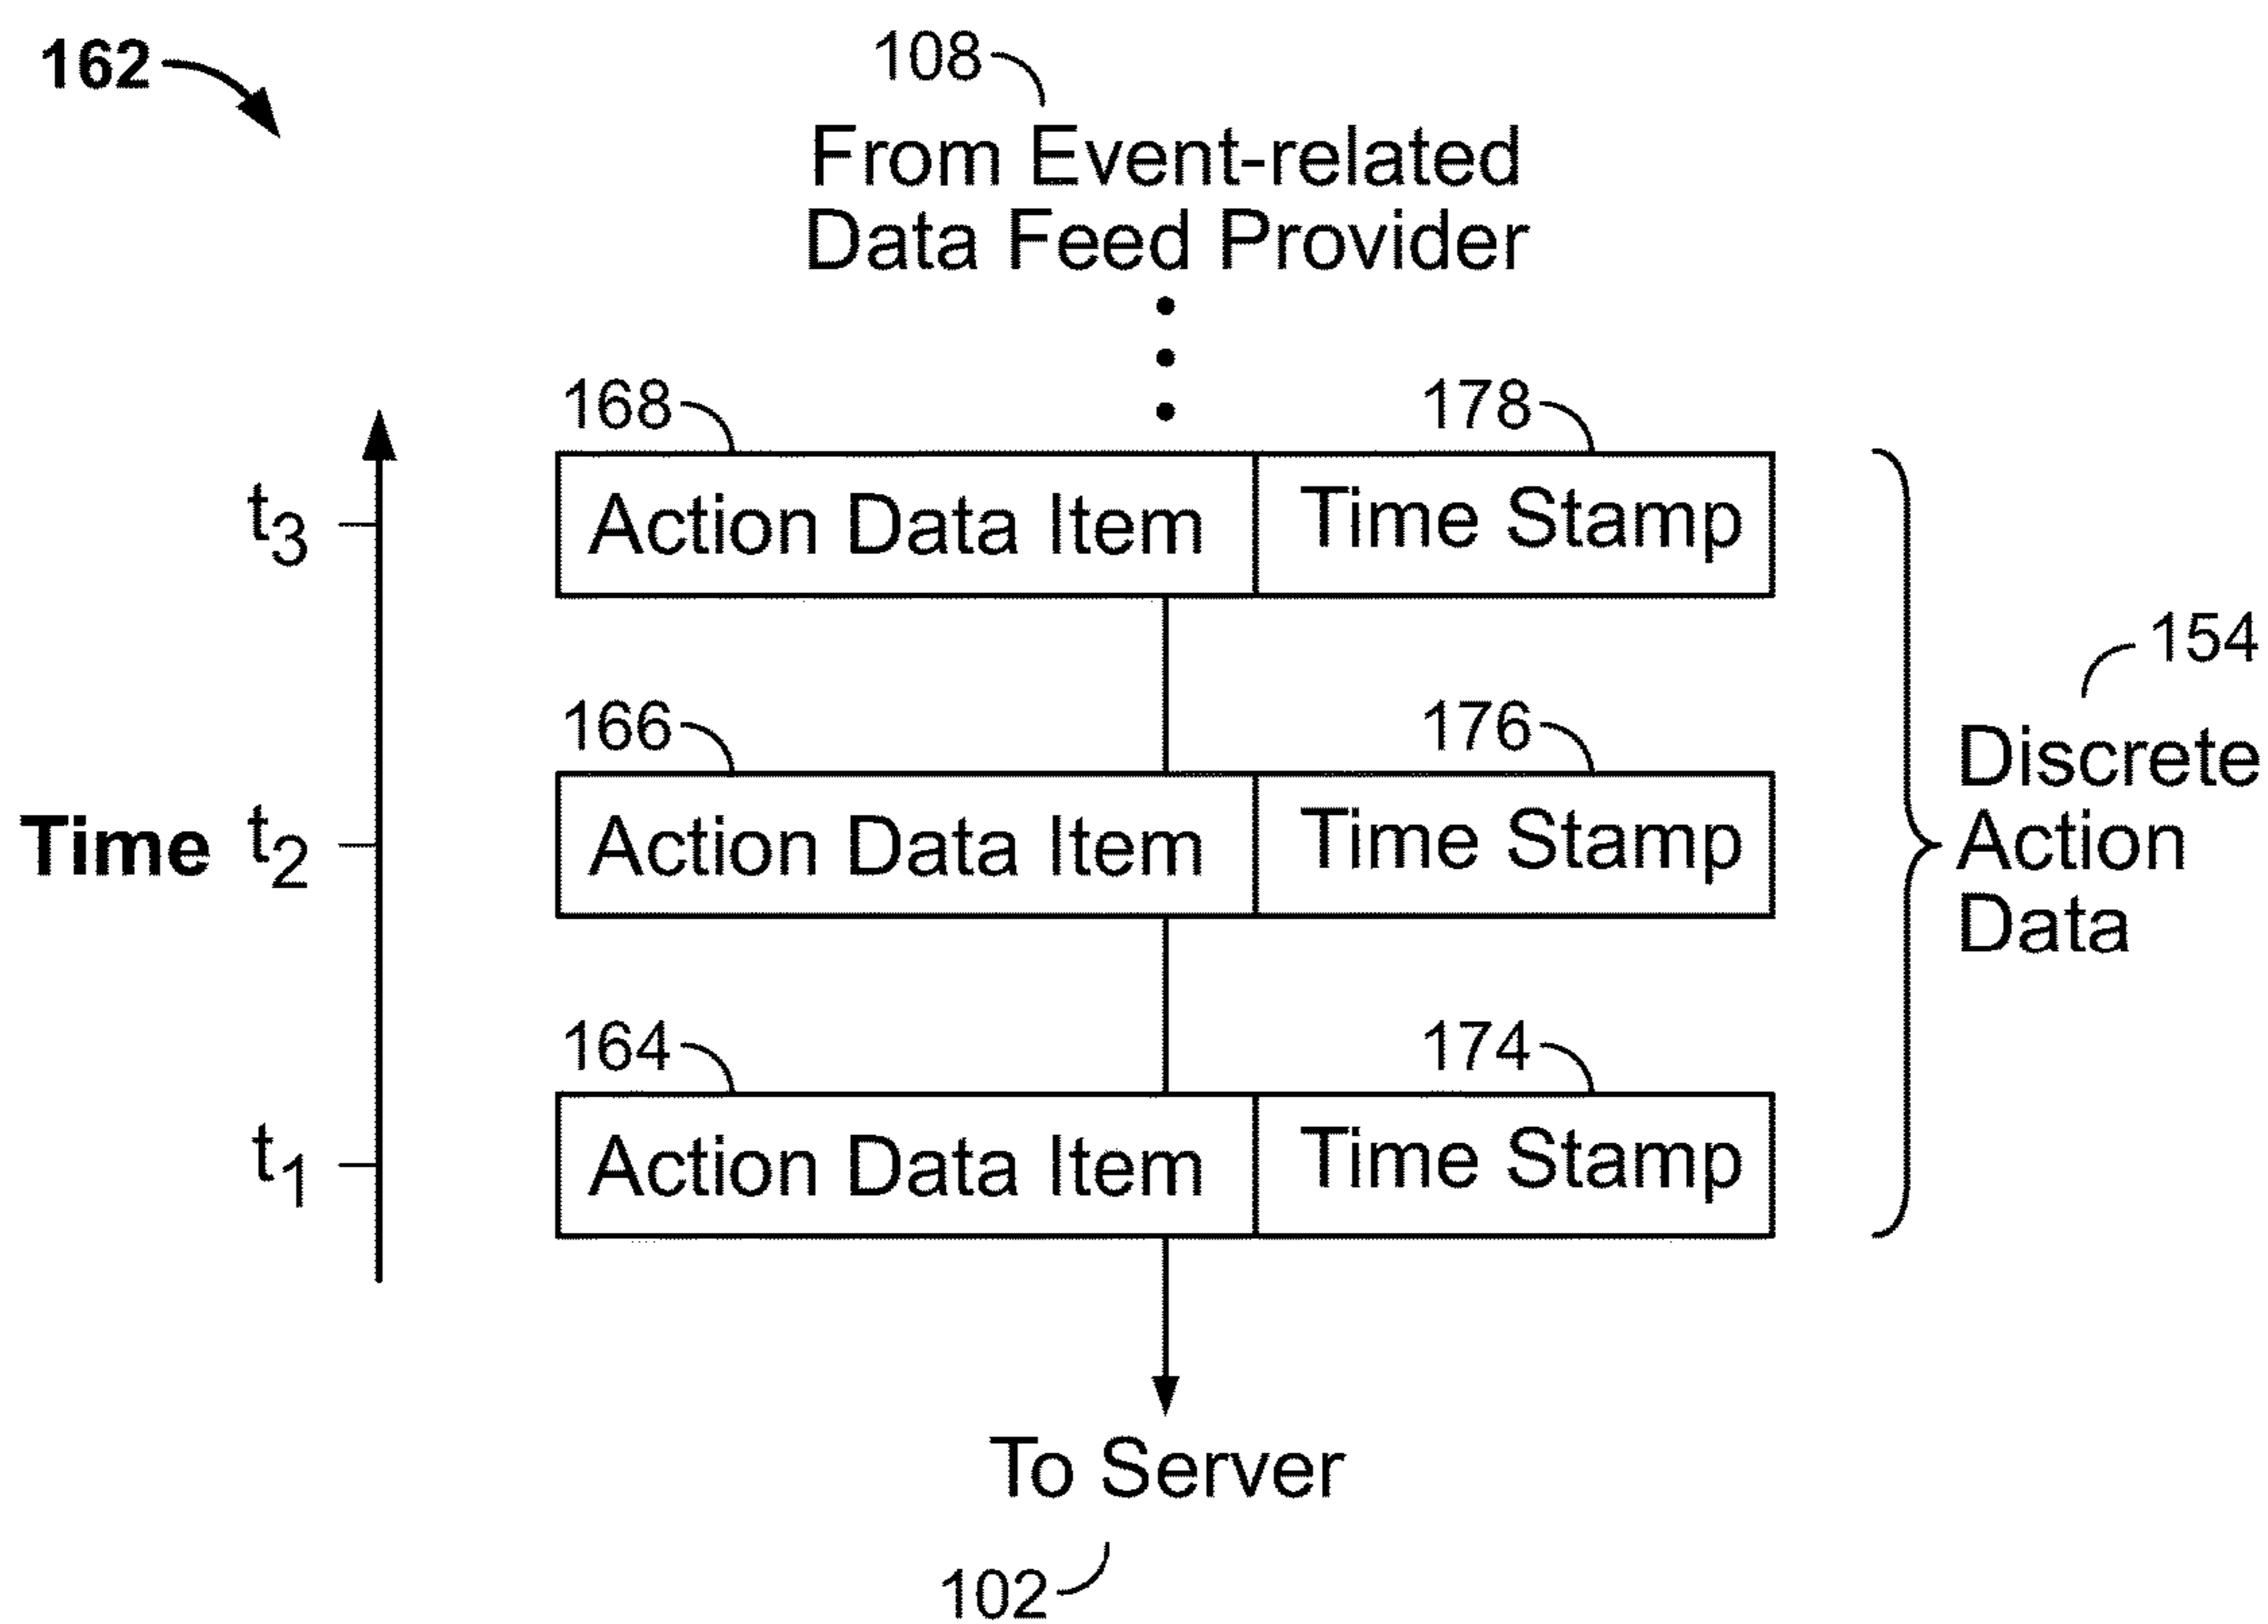 162
108
From Event-related
Data Feed Provider
168
178
t3
Action Data Item
Time Stamp
154
166
176
Discrete
Action
Data
Time
t2
Action Data Item
Time Stamp
164
174
t1
Action Data Item
Time Stamp
To Server
102